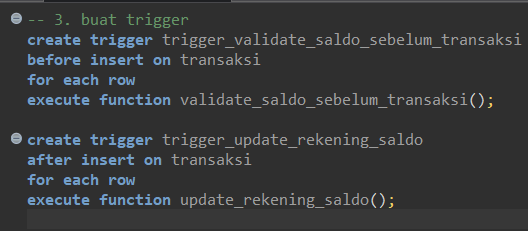 -- 3. buat trigger
create trigger trigger_validate_saldo_sebelum_transaksi
before insert on transaksi
for each row
execute function validate_saldo_sebelum_transaksi();
create trigger trigger_update_rekening_saldo
after insert on transaksi
for each row
execute function update_rekening_saldo();